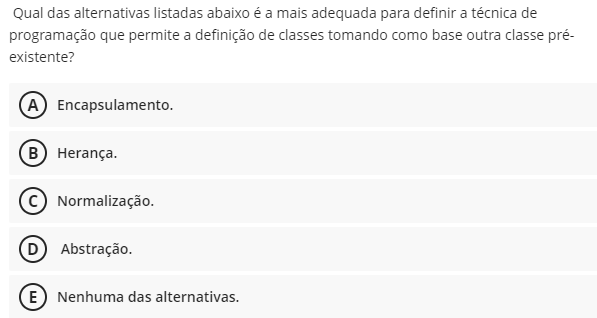 Qual das alternativas listadas abaixo é a mais adequada para definir a técnica de
programação que permite a definição de classes tomando como base outra classe pré-
existente?
A Encapsulamento.
B Herança.
C Normalização.
D Abstração.
E Nenhuma das alternativas.